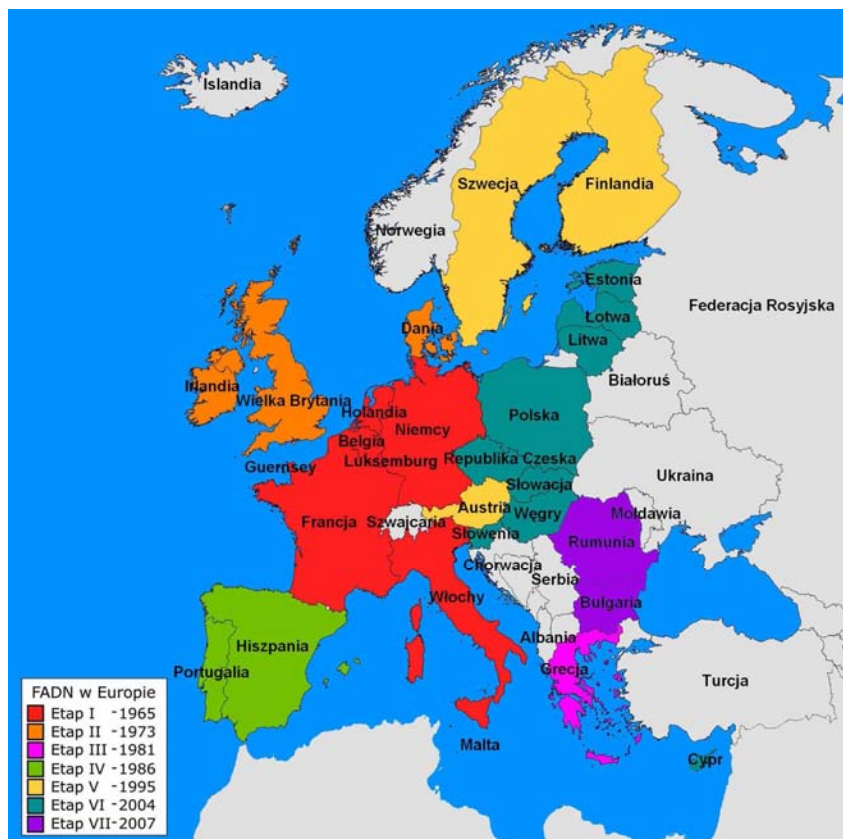 Islandia
Szwecja
Finlandia
Norwegia
Estonia
Federacja Rosyjska
Łotwa
Dania
Litwa
Białoruś
Irlandia
Wielka Brytania
Holandia
Niemcy
Polska
Belgia
Guernsey
Luksemburg
Republika Czeska
Słowacja
Ukraina
Austria
Węgry
Mołdawia
Francja
Szwajcaria
Słowenia
Rumunia
Chorwacja
Serbia
Włochy
Bułgaria
Albania
Hiszpania
Portugalia
Grecja
Turcja
Malta
Cypr
FADN w Europie
Etap I -1965
Etap II -1973
Etap III -1981
Etap IV -1986
Etap V -1995
Etap VI -2004
Etap VII-2007